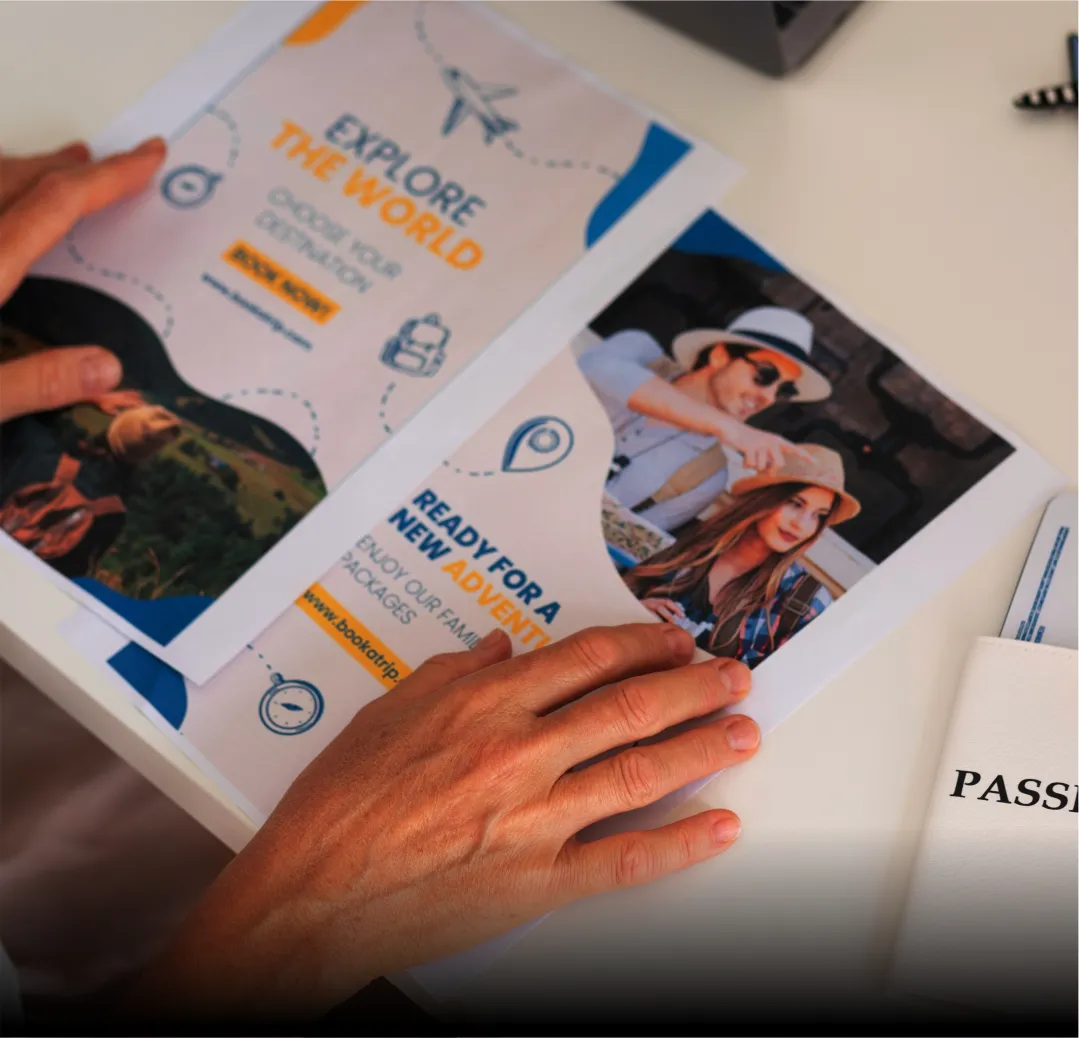 EXPLORE
THE WORLD
CHOOSE YOUR
DESTINATION
BOOK NOW!
www.bookatrip.com
READY FOR A
NEW ADVENT
ENJOY OUR FAMIL
PACKAGES
www.bookatrip.
PASS